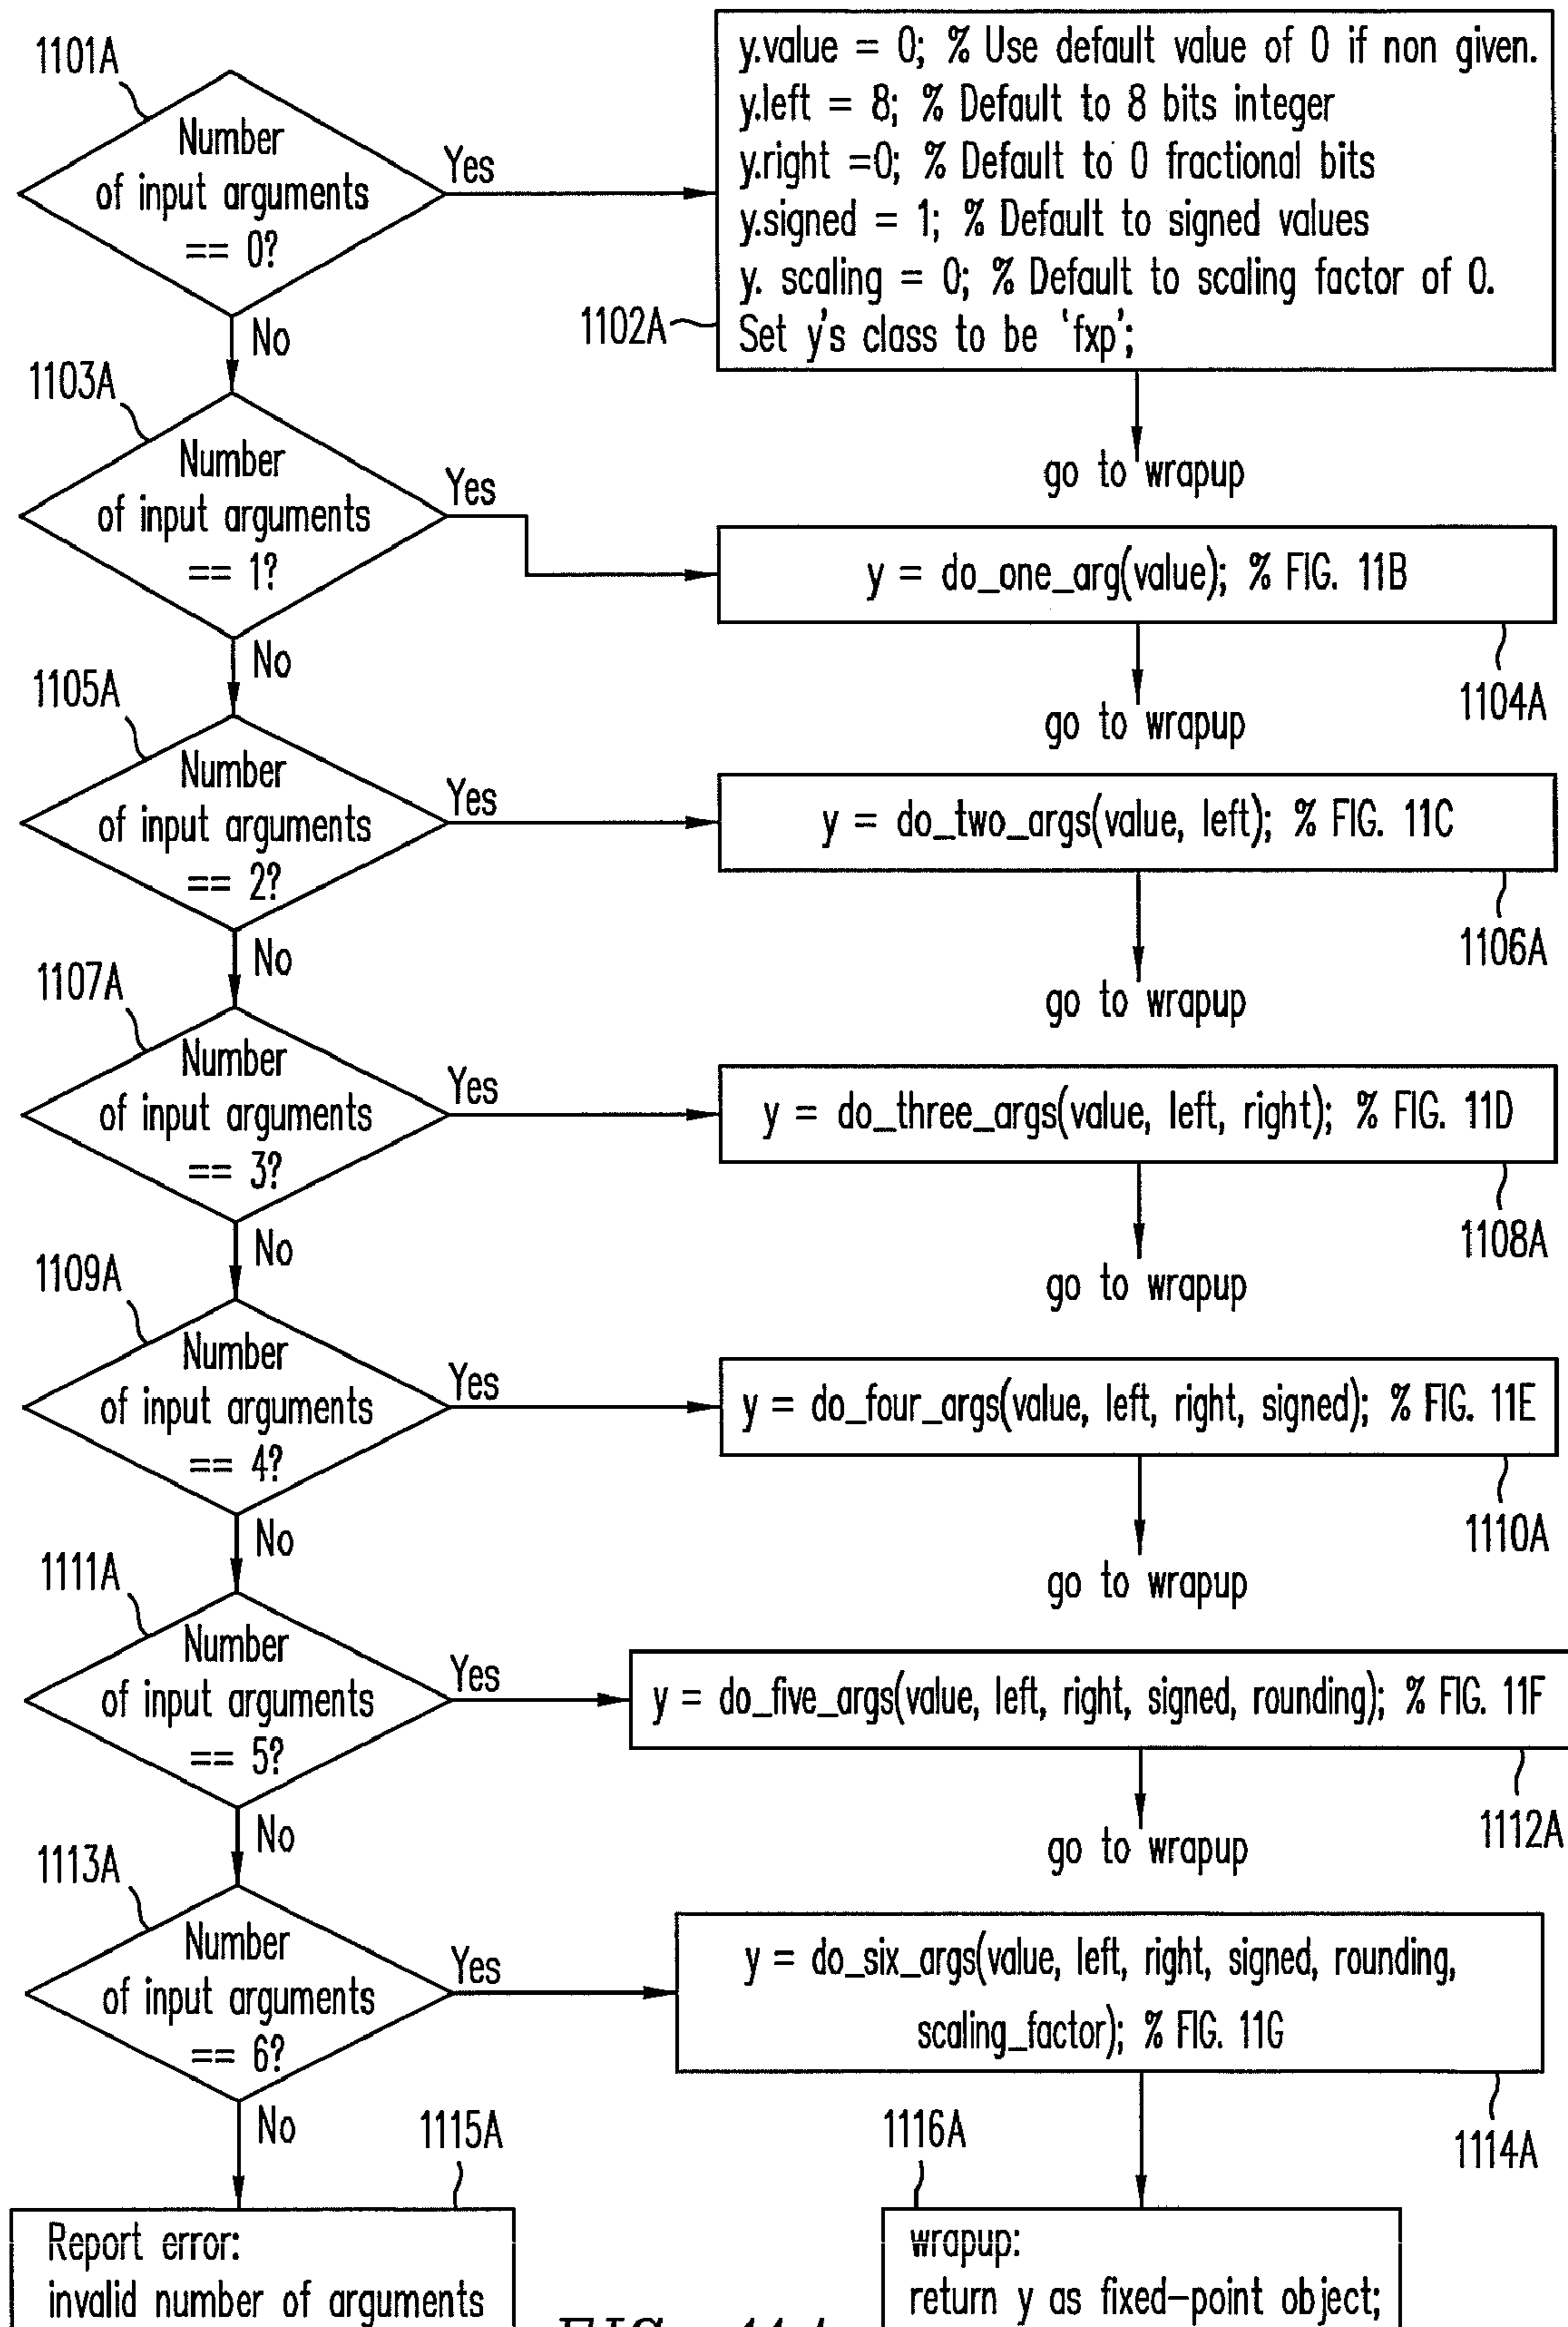 1101A
Number
of input arguments
== 0?
Yes
No
y.value = 0; % Use default value of 0 if non given.
y.left = 8; % Default to 8 bits integer
y.right =0; % Default to 0 fractional bits
y.signed = 1; % Default to signed values
y. scaling = 0; % Default to scaling factor of 0.
Set y's class to be 'fxp';
1102A
go to wrapup
1103A
Number
of input arguments
== 1?
Yes
No
y = do_one_arg(value); % FIG. 11B
1104A
go to wrapup
1105A
Number
of input arguments
== 2?
Yes
No
y = do_two_args(value, left); % FIG. 11C
1106A
go to wrapup
1107A
Number
of input arguments
== 3?
Yes
No
y = do_three_args(value, left, right); % FIG. 11D
1108A
go to wrapup
1109A
Number
of input arguments
== 4?
Yes
No
y = do_four_args(value, left, right, signed); % FIG. 11E
1110A
go to wrapup
1111A
Number
of input arguments
== 5?
Yes
No
y = do_five_args(value, left, right, signed, rounding); % FIG. 11F
1112A
go to wrapup
1113A
Number
of input arguments
== 6?
Yes
No
y = do_six_args(value, left, right, signed, rounding,
scaling_factor); % FIG. 11G
1114A
1115A
Report error:
invalid number of arguments
1116A
wrapup:
return y as fixed-point object;